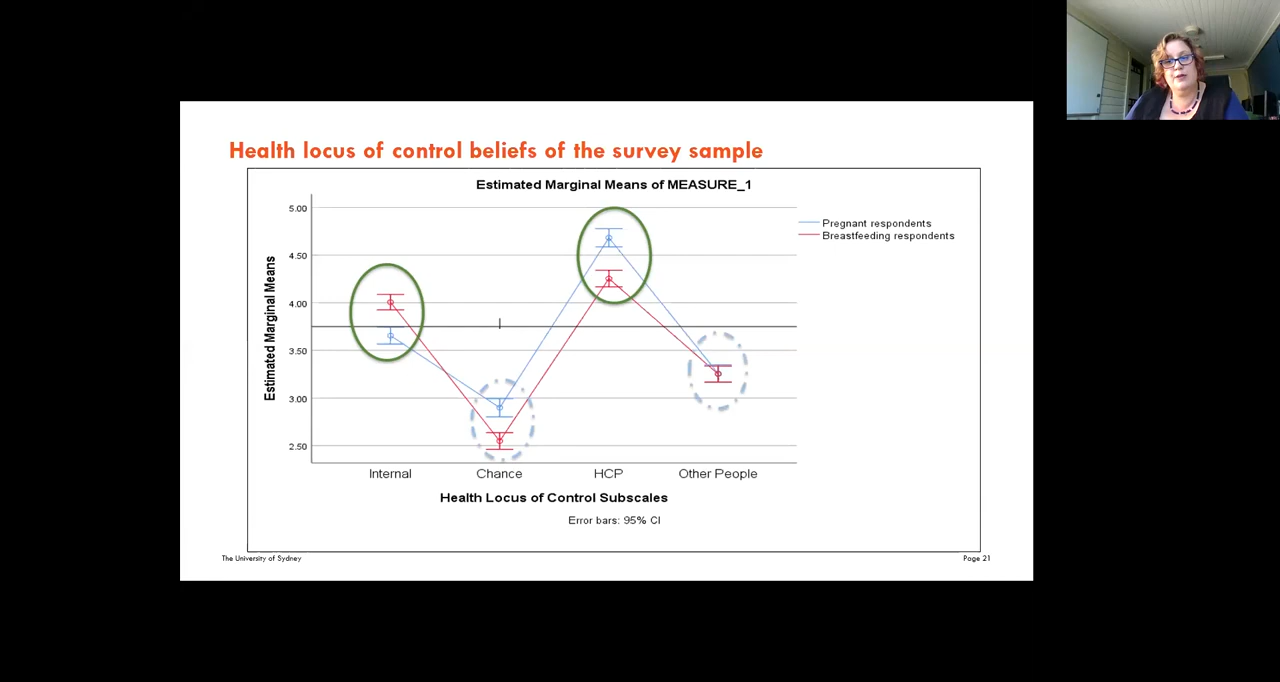 Health locus of control beliefs of the survey sample
Estimated Marginal Means of MEASURE_1
Estimated Marginal Means
5.00
4.50
4.00
3.50
3.00
2.50
Pregnant respondents
Breastfeeding respondents
Internal
Chance
HCP
Other People
Health Locus of Control Subscales
Error bars: 95% CI
The University of Sydney
Page 21